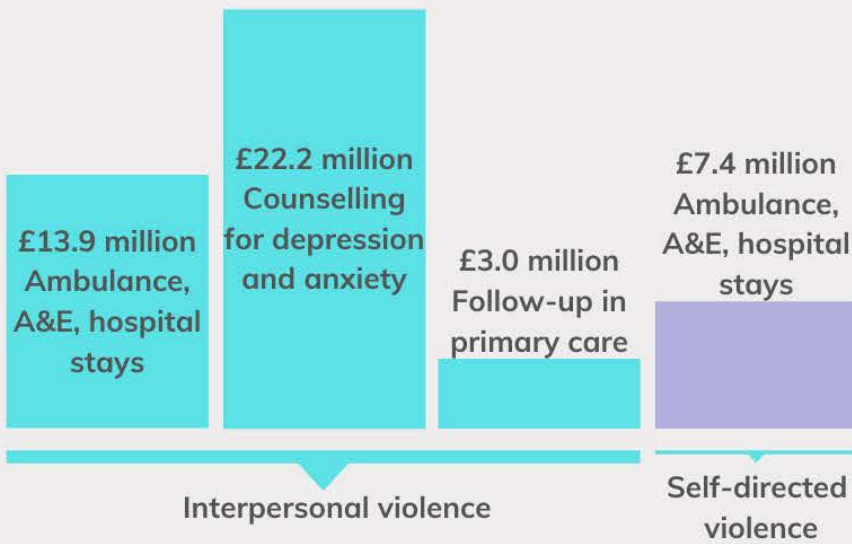 £13.9 million
Ambulance,
A&E, hospital
stays
£22.2 million
Counselling
for depression
and anxiety
£3.0 million
Follow-up in
primary care
£7.4 million
Ambulance,
A&E, hospital
stays
Interpersonal violence
Self-directed
violence